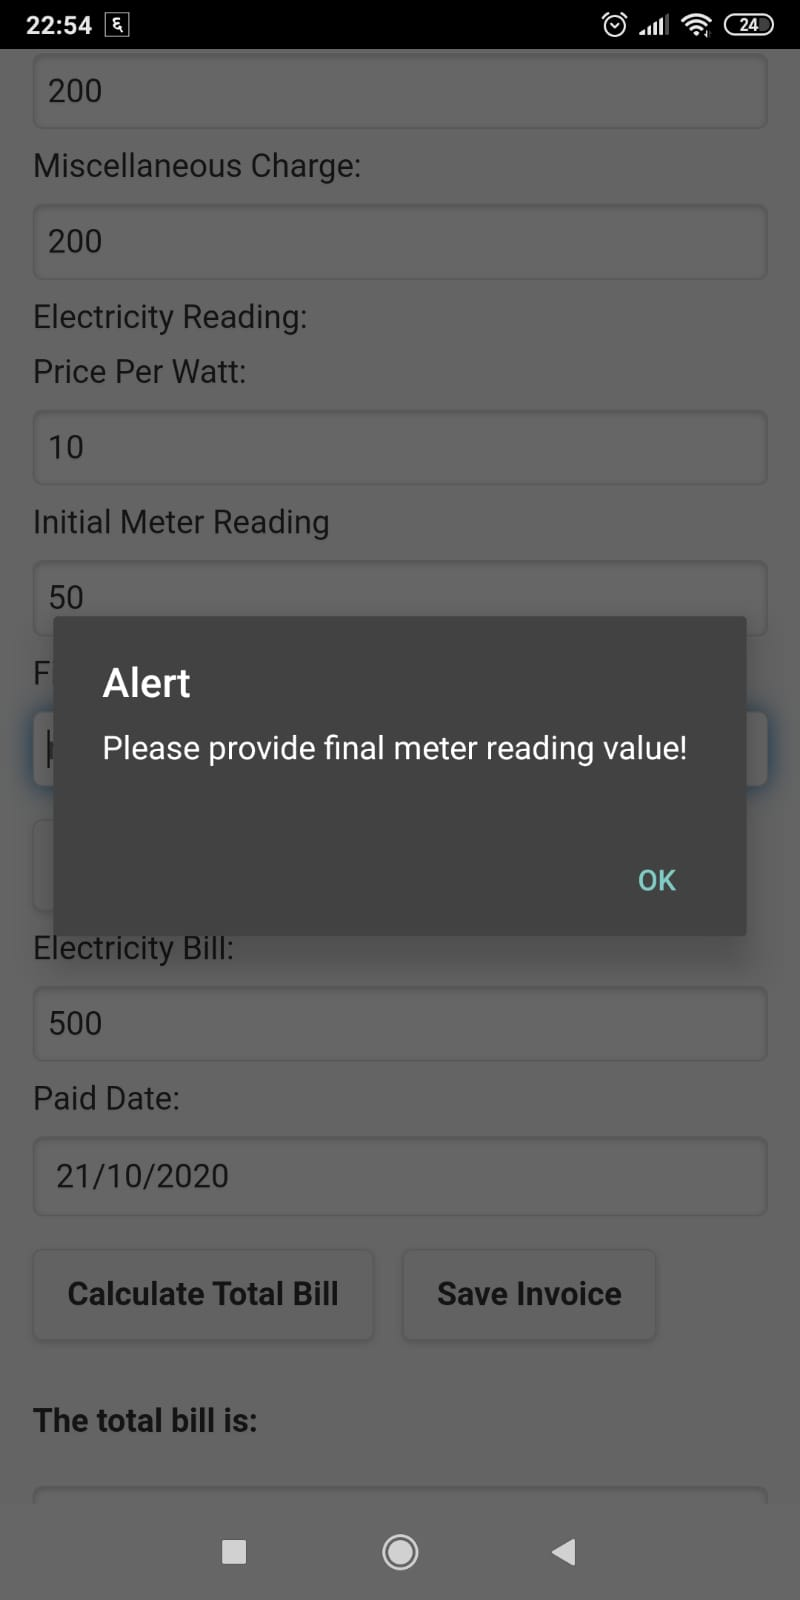 22:54 ६ 24
200
Miscellaneous Charge:
200
Electricity Reading:
Price Per Watt:
10
Initial Meter Reading
50
Alert
Please provide final meter reading value!
OK
Electricity Bill:
500
Paid Date:
21/10/2020
Calculate Total Bill Save Invoice
The total bill is: